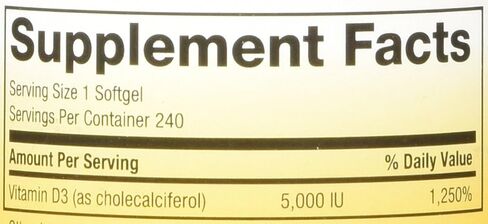 Supplement Facts
Serving Size 1 Softgel
Servings Per Container 240
Amount Per Serving % Daily Value
Vitamin D3 (as cholecalciferol) 5,000 IU 1,250%